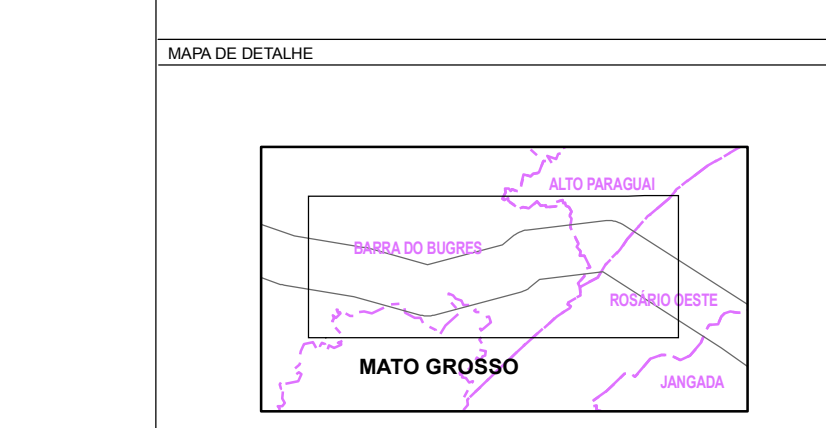 MAPA DE DETALHE
ALTO PARAGUAI
BARRA DO BUGRES
ROSÁRIO OESTE
MATO GROSSO
JANGADA